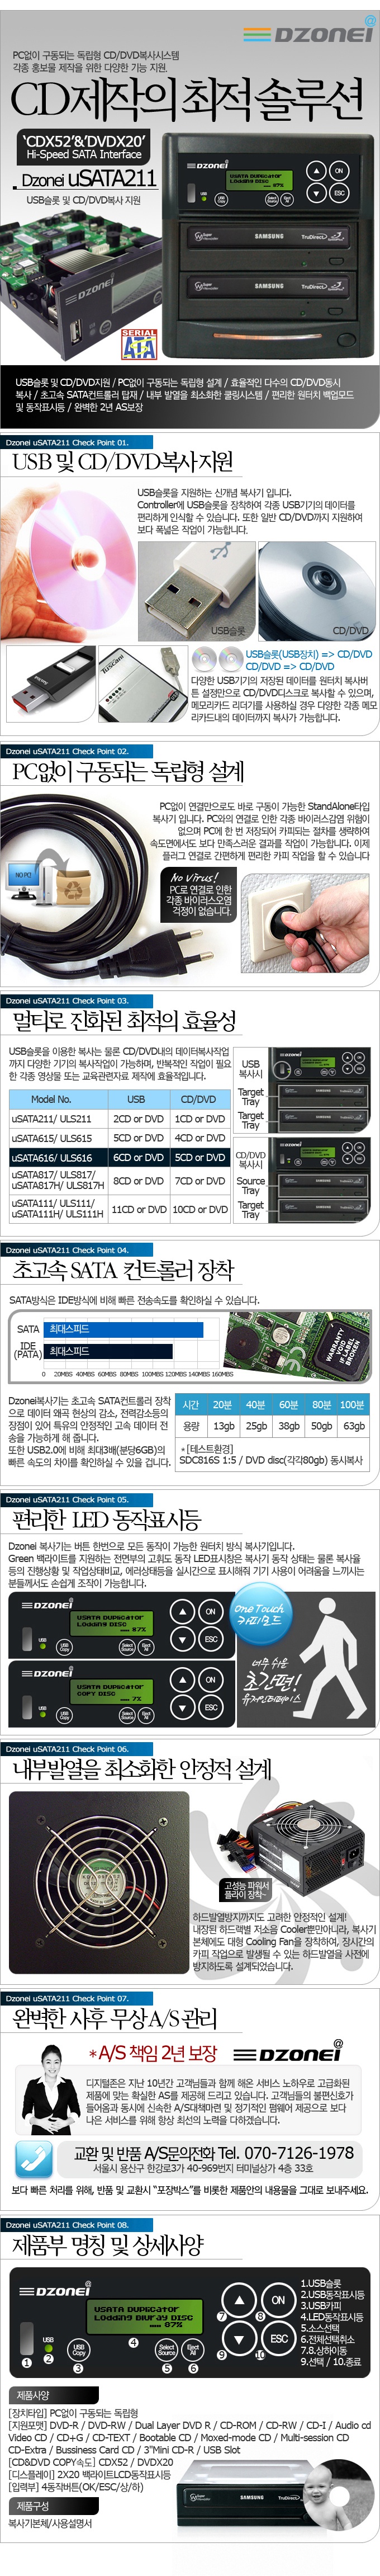 DZONEI
PC없이 구동되는 독립형 CD/DVD복사시스템
각종 홍보물 제작을 위한 다양한 기능 지원.
CD제작의 최적 솔루션
'CDX52'&'DVDX20'
Hi-Speed SATA Interface
Dzonei uSATA211
USB슬롯 및 CD/DVD복사 지원
SERIAL ATA
USB슬롯 및 CD/DVD지원 / PC없이 구동되는 독립형 설계 / 효율적인 다수의 CD/DVD동시
복사 / 초고속 SATA컨트롤러 탑재 / 내부 발열을 최소화한 쿨링시스템 / 편리한 원터치 백업모드
및 동작표시등 / 완벽한 2년 AS보장
Dzonei uSATA211 Check Point 01.
USB 및 CD/DVD복사 지원
USB슬롯을 지원하는 신개념 복사기 입니다.
Controller에 USB슬롯을 장착하여 각종 USB기기의 데이터를
편리하게 인식할 수 있습니다. 또한 일반 CD/DVD까지 지원하여
보다 폭넓은 작업이 가능합니다.
USB슬롯
CD/DVD
USB슬롯(USB장치) => CD/DVD
CD/DVD => CD/DVD
다양한 USB기기의 저장된 데이터를 원터치 복사버
튼 설정만으로 CD/DVD디스크로 복사할 수 있으며,
메모리카드 리더기를 사용하실 경우 다양한 각종 메모
리카드내의 데이터까지 복사가 가능합니다.
Dzonei uSATA211 Check Point 02.
PC없이 구동되는 독립형 설계
PC없이 연결만으로도 바로 구동이 가능한 StandAlone타입
복사기 입니다. PC와의 연결로 인한 각종 바이러스감염 위험이
없으며 PC에 한 번 저장되어 카피되는 절차를 생략하여
속도면에서도 보다 만족스러운 결과를 작업이 가능합니다. 이제
플러그 연결로 간편하게 편리한 카피 작업을 할 수 있습니다
NO PC!
No Virus!
PC로 연결로 인한
각종 바이러스오염
걱정이 없습니다.
Dzonei uSATA211 Check Point 03.
멀티로 진화된 최적의 효율성
USB슬롯을 이용한 복사는 물론 CD/DVD내의 데이터복사작업
까지 다양한 기기의 복사작업이 가능하며, 반복적인 작업이 필요
한 각종 영상물 또는 교육관련자료 제작에 효율적입니다.
Model No. USB CD/DVD
uSATA211/ ULS211 2CD or DVD 1CD or DVD
uSATA615/ ULS615 5CD or DVD 4CD or DVD
uSATA616/ ULS616 6CD or DVD 5CD or DVD
uSATA817/ ULS817/
uSATA817H/ ULS817H 8CD or DVD 7CD or DVD
uSATA111/ ULS111/
uSATA111H/ ULS111H 11CD or DVD 10CD or DVD
USB
복사시
Target
Tray
Target
Tray
CD/DVD
복사시
Source
Tray
Target
Tray
Dzonei uSATA211 Check Point 04.
초고속 SATA 컨트롤러 장착
SATA방식은 IDE방식에 비해 빠른 전송속도를 확인하실 수 있습니다.
SATA 최대스피드
IDE
(PATA) 최대스피드
0 20MBS 40MBS 60MBS 80MBS 100MBS 120MBS 140MBS 160MBS
WARRANTY VOID LABEL BROKEN
Dzonei복사기는 초고속 SATA컨트롤러 장착
으로 데이터 왜곡 현상의 감소, 전력감소등의
장점이 있어 특유의 안정적인 고속 데이터 전
송을 가능하게 해 줍니다.
또한 USB2.0에 비해 최대3배(분당6GB)의
빠른 속도의 차이를 확인하실 수 있을 겁니다.
시간 20분 40분 60분 80분 100분
용량 13gb 25gb 38gb 50gb 63gb
*[테스트환경]
SDC816S 1:5 / DVD disc(각각80gb) 동시복사
Dzonei uSATA211 Check Point 05.
편리한 LED 동작표시등
Dzonei 복사기는 버튼 한번으로 모든 동작이 가능한 원터치 방식 복사기입니다.
Green 백라이트를 지원하는 전면부의 고휘도 동작 LED표시창은 복사기 동작 상태는 물론 복사율
등의 진행상황 및 작업상태비교, 에러상태등을 실시간으로 표시해줘 기기 사용이 어려움을 느끼시는
분들께서도 손쉽게 조작이 가능합니다.
One Touch
카피모드
너무 쉬운
초간편!
유저인터페이스
Dzonei uSATA211 Check Point 06.
내부발열을 최소화한 안정적 설계
고성능 파워서
플라이 장착~
하드발열방지까지도 고려한 안정적인 설계!
내장된 하드랙별 저소음 Cooler뿐만아니라, 복사기
본체에도 대형 Cooling Fan을 장착하여, 장시간의
카피 작업으로 발생될 수 있는 하드발열을 사전에
방지하도록 설계되었습니다.
Dzonei uSATA211 Check Point 07.
완벽한 사후 무상 A/S 관리
*A/S 책임 2년 보장 DZONEI
디지털존은 지난 10년간 고객님들과 함께 해온 서비스 노하우로 고급화된
제품에 맞는 확실한 AS를 제공해 드리고 있습니다. 고객님들의 불편신호가
들어옴과 동시에 신속한 A/S대책마련 및 정기적인 펌웨어 제공으로 보다
나은 서비스를 위해 항상 최선의 노력을 다하겠습니다.
교환 및 반품 A/S문의전화 Tel. 070-7126-1978
서울시 용산구 한강로3가 40-969번지 터미널상가 4층 33호
보다 빠른 처리를 위해, 반품 및 교환시 "포장박스"를 비롯한 제품안의 내용물을 그대로 보내주세요.
Dzonei uSATA211 Check Point 08.
제품부 명칭 및 상세사양
DZONEI
USATA DUPLICATOR
LOADING BLURAY DISC
.... 07%
USB
USB Copy
Select Source
Eject All
ON
ESC
1.USB슬롯
2.USB동작표시등
3.USB카피
4.LED동작표시등
5.소스선택
6.전체선택취소
7.8.상하이동
9.선택 / 10.종료
제품사양
[장치타입] PC없이 구동되는 독립형
[지원포멧] DVD-R / DVD-RW / Dual Layer DVD R / CD-ROM / CD-RW / CD-I / Audio cd
Video CD / CD+G / CD-TEXT / Bootable CD / Moxed-mode CD / Multi-session CD
CD-Extra / Bussiness Card CD / 3"Mini CD-R / USB Slot
[CD&DVD COPY속도] CDX52 / DVDX20
[디스플레이] 2X20 백라이트LCD동작표시등
[입력부] 4동작버튼(OK/ESC/상/하)
제품구성
복사기본체/사용설명서